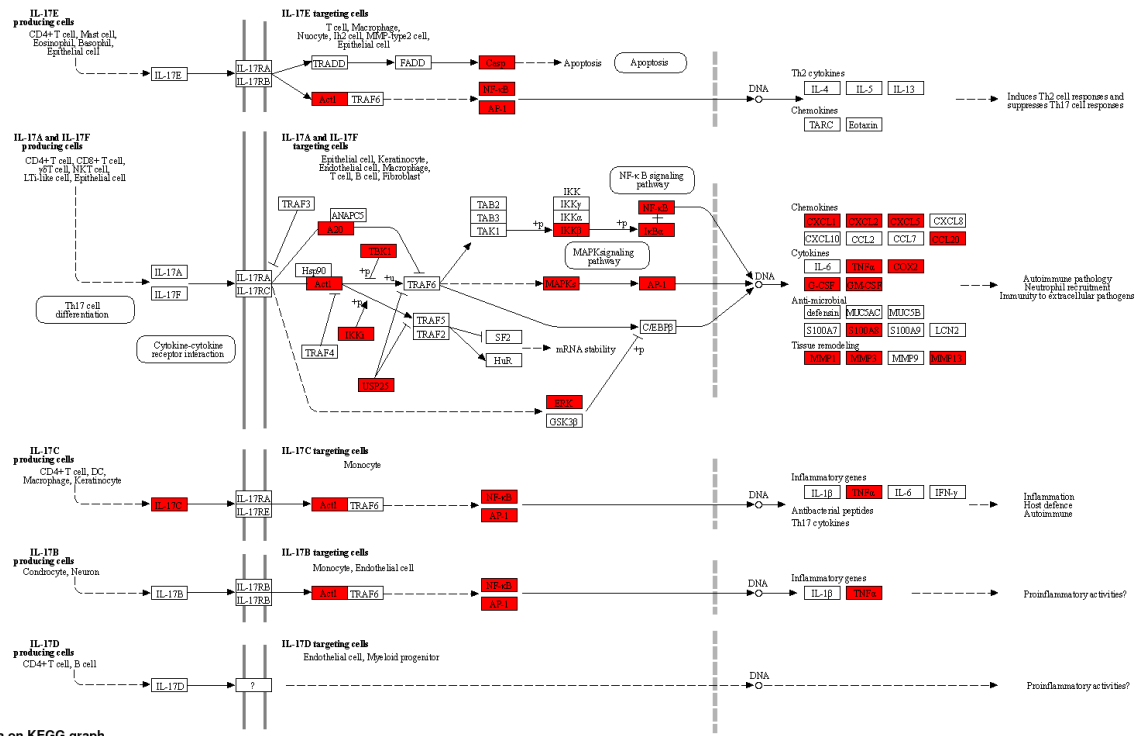 IL-17E
producing cells
CD4+ T cell, Mast cell,
Eosinophil, Basophil,
Epithelial cell
IL-17E
IL-17RA
IL-17RB
IL-17E targeting cells
T cell, Macrophage,
Nuocyte, Ih2 cell, MMP-type2 cell,
Epithelial cell
TRADD
FADD
Casp
Apoptosis
Apoptosis
Act1
TRAF6
NF-κB
AP-1
DNA
Th2 cytokines
IL-4
IL-5
IL-13
Chemokines
TARC
Eotaxin
Induces Th2 cell responses and
suppresses Th17 cell responses
IL-17A and IL-17F
producing cells
CD4+ T cell, CD8+ T cell,
γδT cell, NKT cell,
LTi-like cell, Epithelial cell
IL-17A
IL-17F
Th17 cell
differentiation
Cytokine-cytokine
receptor interaction
IL-17RA
IL-17RC
IL-17A and IL-17F
targeting cells
Epithelial cell, Keratinocyte,
Endothelial cell, Macrophage,
T cell, B cell, Fibroblast
TRAF3
ANAPC5
A20
TBK1
+p
+u
Hsp90
Act1
TRAF6
+p
IKKi
TRAF4
TRAF5
TRAF2
USP25
SF2
HuR
mRNA stability
TAB2
TAB3
TAK1
+p
IKK
IKKγ
IKKα
IKKβ
+p
NF-κB
IκBα
NF-κ B signaling
pathway
MAPK signaling
pathway
MAPKs
AP-1
C/EBPβ
+p
ERK
GSK3β
DNA
Chemokines
CXCL1
CXCL2
CXCL5
CXCL8
CXCL10
CCL2
CCL7
CCL20
Cytokines
IL-6
TNFα
COX2
G-CSF
GM-CSF
Anti-microbial
defensin
MUC5AC
MUC5B
S100A7
S100A8
S100A9
LCN2
Tissue remodeling
MMP1
MMP3
MMP9
MMP13
Autoimmune pathology
Neutrophil recruitment
Immunity to extracellular pathogens
IL-17C
producing cells
CD4+ T cell, DC,
Macrophage, Keratinocyte
IL-17C
IL-17RA
IL-17RE
IL-17C targeting cells
Monocyte
Act1
TRAF6
NF-κB
AP-1
DNA
Inflammatory genes
IL-1β
TNFα
IL-6
IFN-γ
Antibacterial peptides
Th17 cytokines
Inflammation
Host defence
Autoimmune
IL-17B
producing cells
Condrocyte, Neuron
IL-17B
IL-17RB
IL-17RB
IL-17B targeting cells
Monocyte, Endothelial cell
Act1
TRAF6
NF-κB
AP-1
DNA
Inflammatory genes
IL-1β
TNFα
Proinflammatory activities?
IL-17D
producing cells
CD4+ T cell, B cell
IL-17D
?
IL-17D targeting cells
Endothelial cell, Myeloid progenitor
DNA
Proinflammatory activities?
on KEGG graph